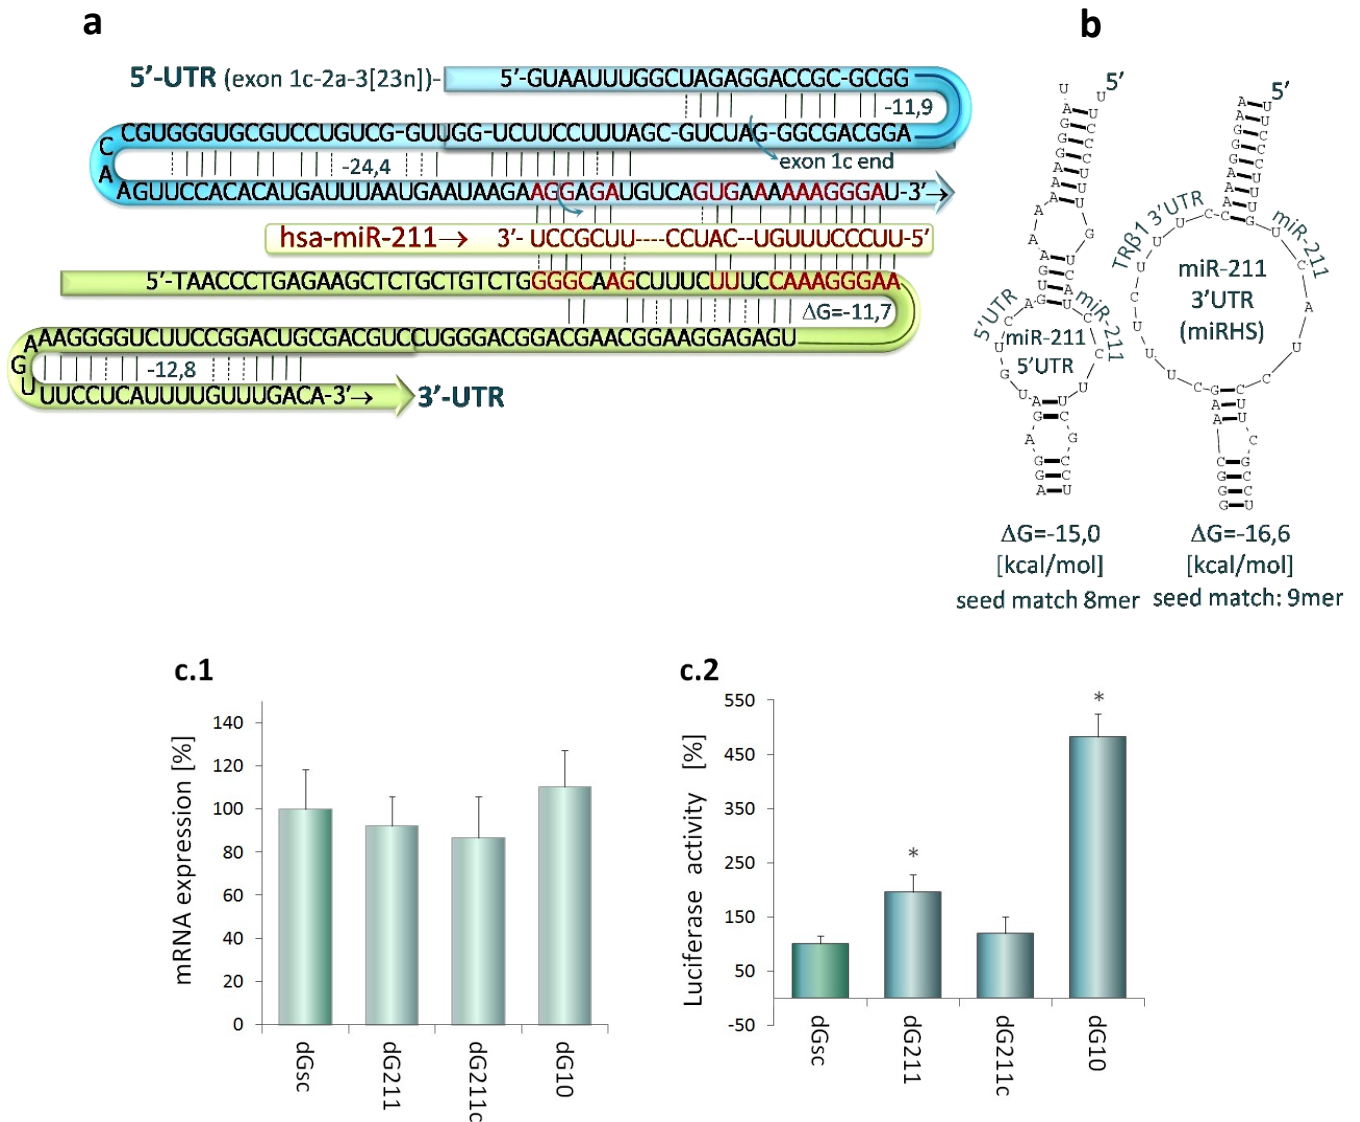 a
b
5’-UTR (exon 1c-2a-3[23n])-
5’-GUAAUUUGGCUAGAGGACCGC-GCGG
-11,9
CGUGGGUGCGUCCUGUCG-GUUGG-UCUUCCUUUAGC-GUCUAG-GGCGACGGA
C
A
-24,4
exon 1c end
AGUUCCACACAUGAUUUAAUGAAUAAGAAGGAGAUGUCAGUGAAAAAAGGGAU-3’→
hsa-miR-211→ 3’- UCCGCUU----CCUAC--UGUUUCCCUU-5’
5’-TAACCCTGAGAAGCTCTGCTGTCTGGGGCAAGCUUUCUUUUCCAAAGGGAA
ΔG=-11,7
AAGGGGUCUUCCGGACUGCGACGUCCUGGGACGGACGAACGGAAGGAGAGU
A
G
U
-12,8
UUCCUCAUUUUGUUUGACA-3’→
3’-UTR
5’
5’UTR
miR-211
miR-211
5’UTR
ΔG=-15,0
[kcal/mol]
seed match 8mer
5’
TRβ1 3’UTR
miR-211
miR-211
3’UTR
(miRHS)
ΔG=-16,6
[kcal/mol]
seed match: 9mer
c.1
mRNA expression [%]
140
120
100
80
60
40
20
0
dGsc
dG211
dG211c
dG10
c.2
Luciferase activity [%]
550
450
350
250
150
50
-50
*
*
dGsc
dG211
dG211c
dG10